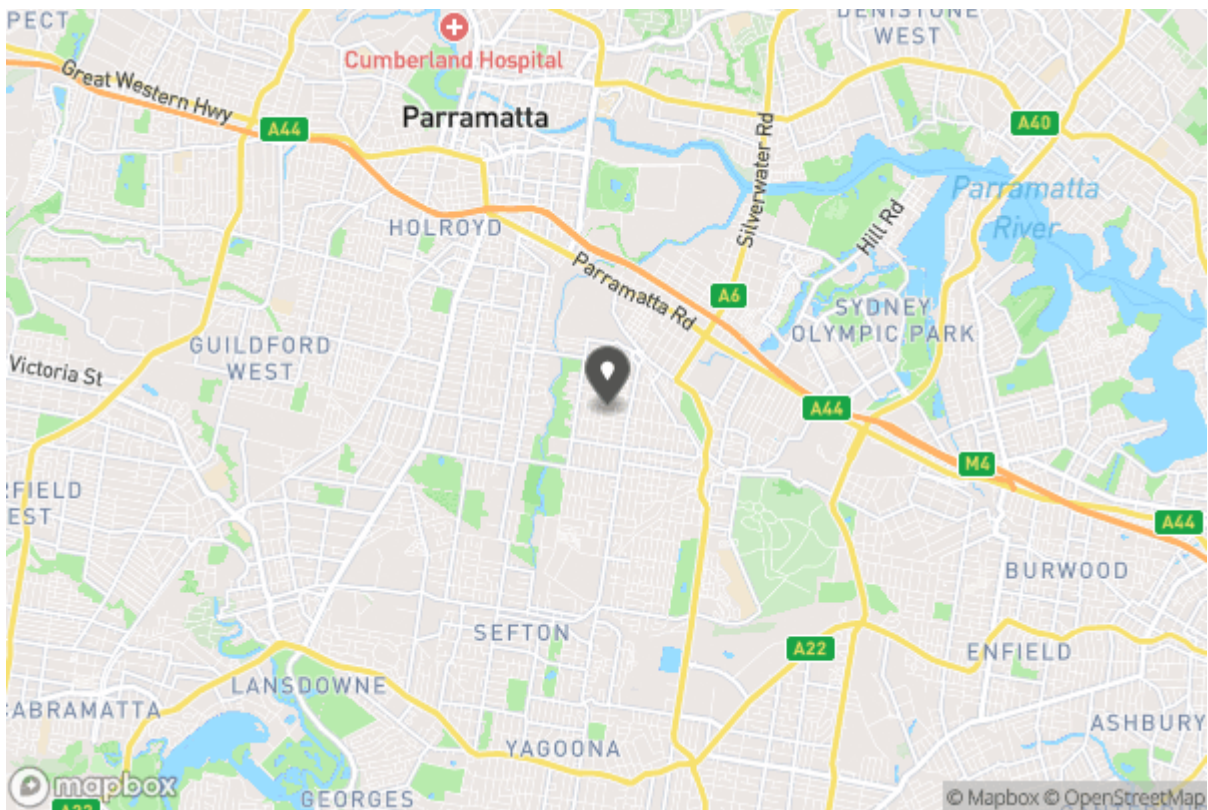 PECT
DENISTONE
WEST
Cumberland Hospital
Great Western Hwy
Parramatta
A44
A40
Silverwater Rd
Parramatta
River
Hill Rd
HOLROYD
Parramatta Rd
A6
SYDNEY
OLYMPIC PARK
GUILDFORD
WEST
Victoria St
A44
M4
RFIELD
EST
A44
BURWOOD
SEFTON
A22
ENFIELD
LANSDOWNE
CABRAMATTA
ASHBURY
YAGOONA
mapbox
GEORGES
A22
© Mapbox © OpenStreetMap